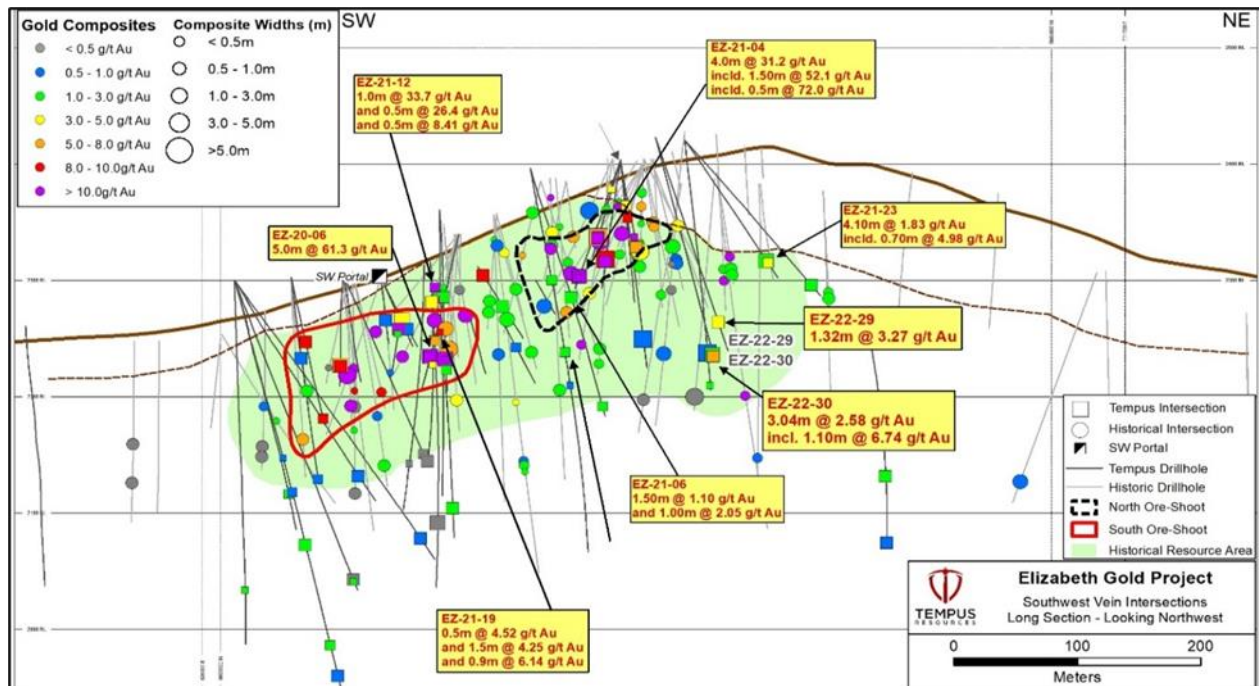 SW
NE
Gold Composites
< 0.5 g/t Au
0.5 - 1.0 g/t Au
1.0 - 3.0 g/t Au
3.0 - 5.0 g/t Au
5.0 - 8.0 g/t Au
8.0 - 10.0g/t Au
> 10.0g/t Au
Composite Widths (m)
< 0.5m
0.5 - 1.0m
1.0 - 3.0m
3.0 - 5.0m
>5.0m
EZ-21-04
4.0m @ 31.2 g/t Au
incld. 1.50m @ 52.1 g/t Au
incld. 0.5m @ 72.0 g/t Au
EZ-21-12
1.0m @ 33.7 g/t Au
and 0.5m @ 26.4 g/t Au
and 0.5m @ 8.41 g/t Au
EZ-20-06
5.0m @ 61.3 g/t Au
EZ-21-23
4.10m @ 1.83 g/t Au
incld. 0.70m @ 4.98 g/t Au
SW Portal
EZ-22-29
1.32m @ 3.27 g/t Au
EZ-22-29
EZ-22-30
EZ-22-30
3.04m @ 2.58 g/t Au
incl. 1.10m @ 6.74 g/t Au
EZ-21-06
1.50m @ 1.10 g/t Au
and 1.00m @ 2.05 g/t Au
EZ-21-19
0.5m @ 4.52 g/t Au
and 1.5m @ 4.25 g/t Au
and 0.9m @ 6.14 g/t Au
Tempus Intersection
Historical Intersection
SW Portal
Tempus Drillhole
Historic Drillhole
North Ore-Shoot
South Ore-Shoot
Historical Resource Area
TEMPUS
RESOURCES
Elizabeth Gold Project
Southwest Vein Intersections
Long Section - Looking Northwest
0 100 200
Meters